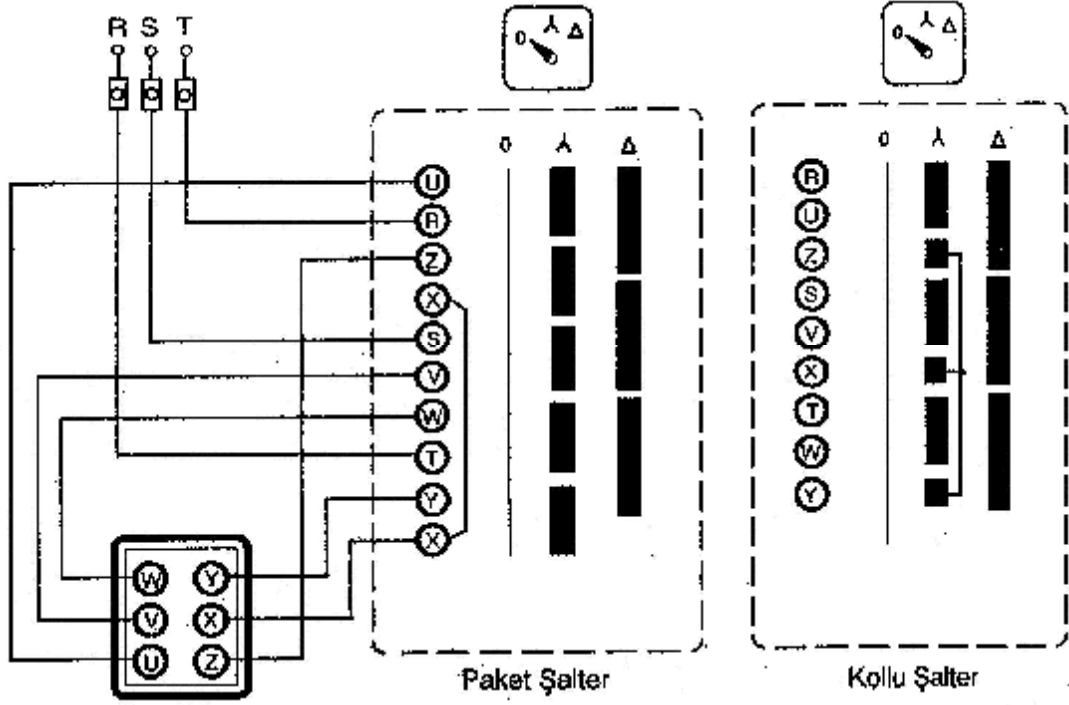 R S T
0 ⅄ Δ
0 ⅄ Δ
0 ⅄ Δ
U
R
Z
X
S
V
W
T
Y
X
0 ⅄ Δ
R
U
Z
S
V
X
T
W
Y
W Y
V X
U Z
Paket Şalter
Kollu Şalter